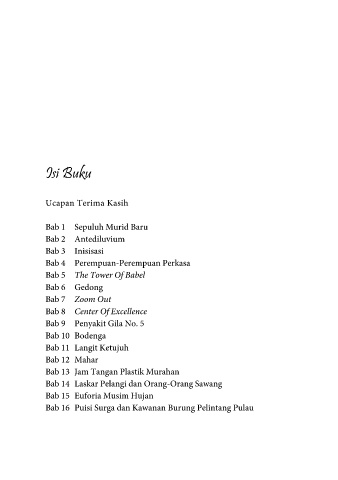 Isi Buku
Ucapan Terima Kasih
Bab 1 Sepuluh Murid Baru
Bab 2 Antediluvium
Bab 3 Inisisasi
Bab 4 Perempuan-Perempuan Perkasa
Bab 5 The Tower Of Babel
Bab 6 Gedong
Bab 7 Zoom Out
Bab 8 Center Of Excellence
Bab 9 Penyakit Gila No. 5
Bab 10 Bodenga
Bab 11 Langit Ketujuh
Bab 12 Mahar
Bab 13 Jam Tangan Plastik Murahan
Bab 14 Laskar Pelangi dan Orang-Orang Sawang
Bab 15 Euforia Musim Hujan
Bab 16 Puisi Surga dan Kawanan Burung Pelintang Pulau